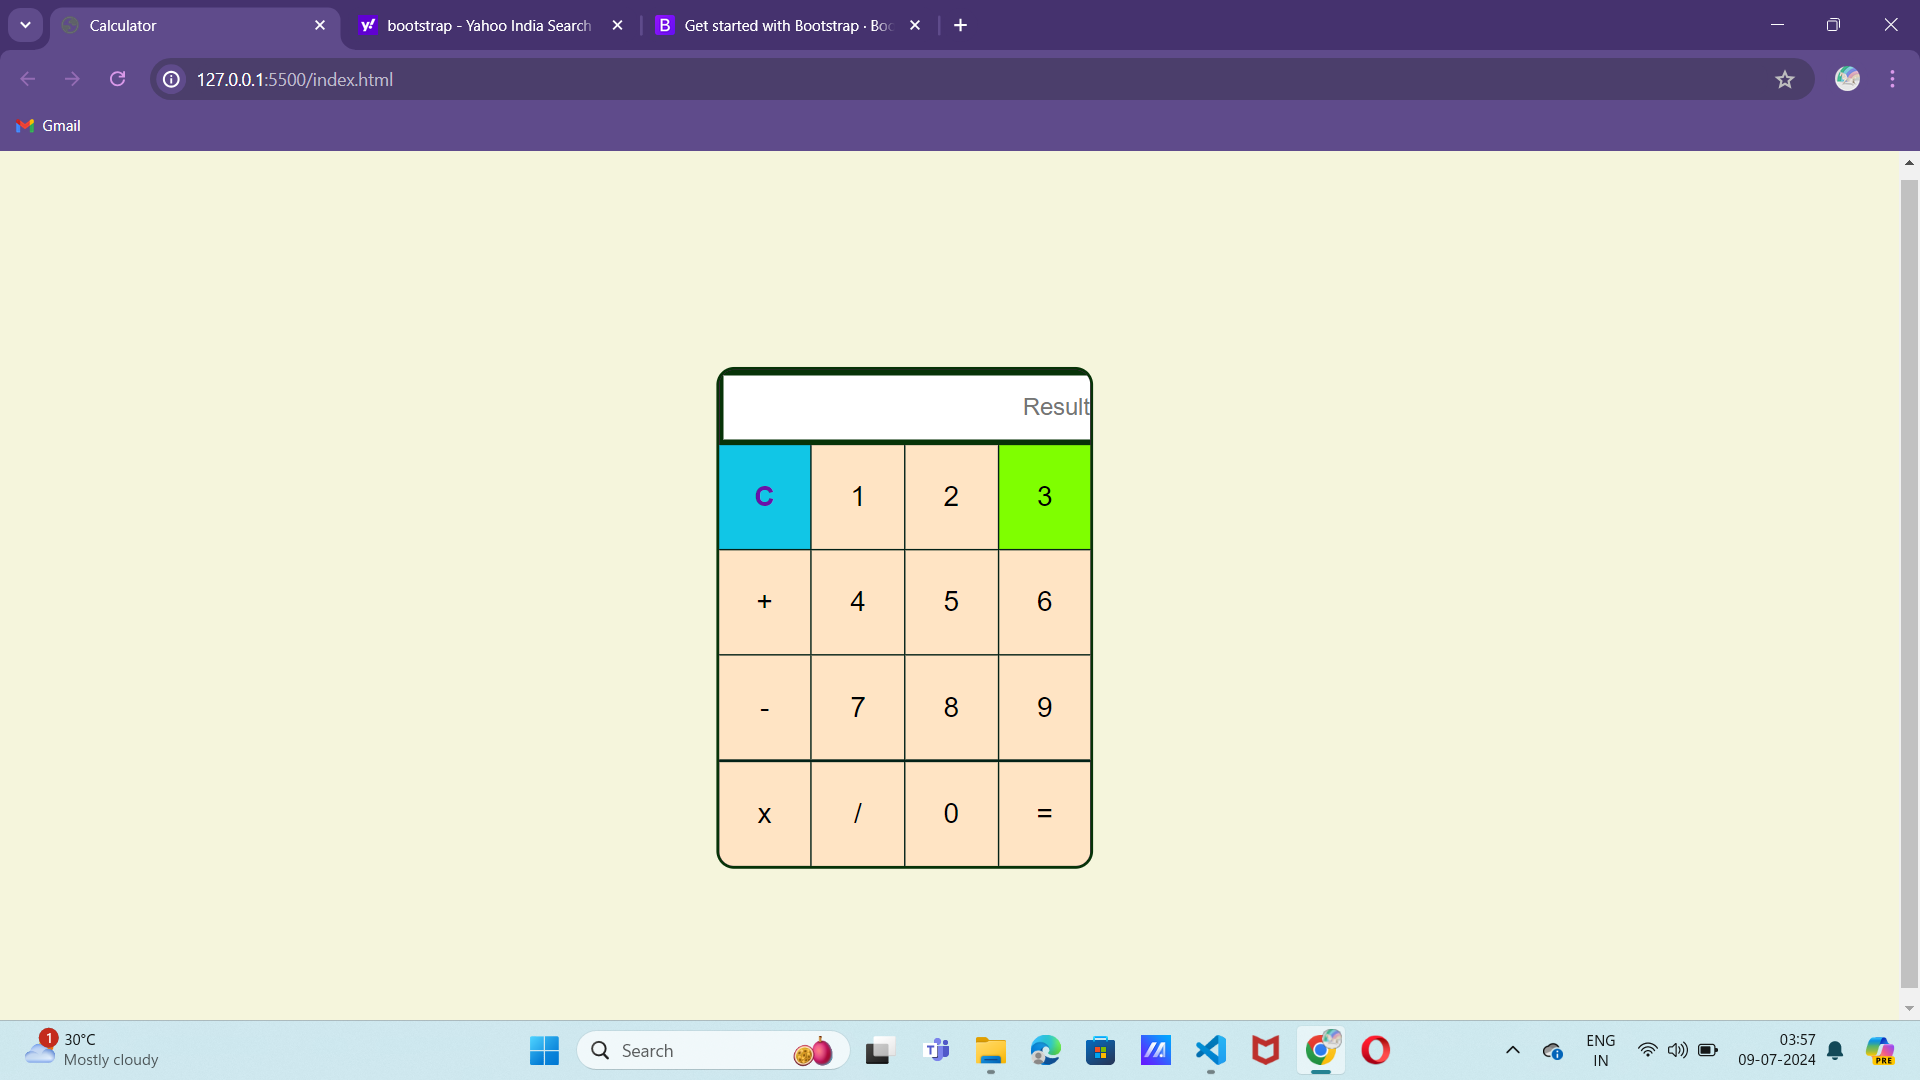 Calculator
bootstrap - Yahoo India Search
B Get started with Bootstrap · Boo
127.0.0.1:5500/index.html
Gmail
Result
C 1 2 3
+ 4 5 6
- 7 8 9
x / 0 =
1 30°C
Mostly cloudy
Search
ENG
IN
03:57
09-07-2024
PRE